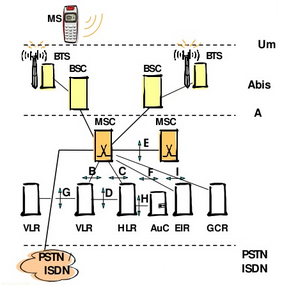 MS
Um
BTS
BTS
BSC
BSC
Abis
A
MSC
MSC
E
B
C
F
I
G
D
H
VLR
VLR
HLR
AuC
EIR
GCR
PSTN /
ISDN
PSTN
ISDN